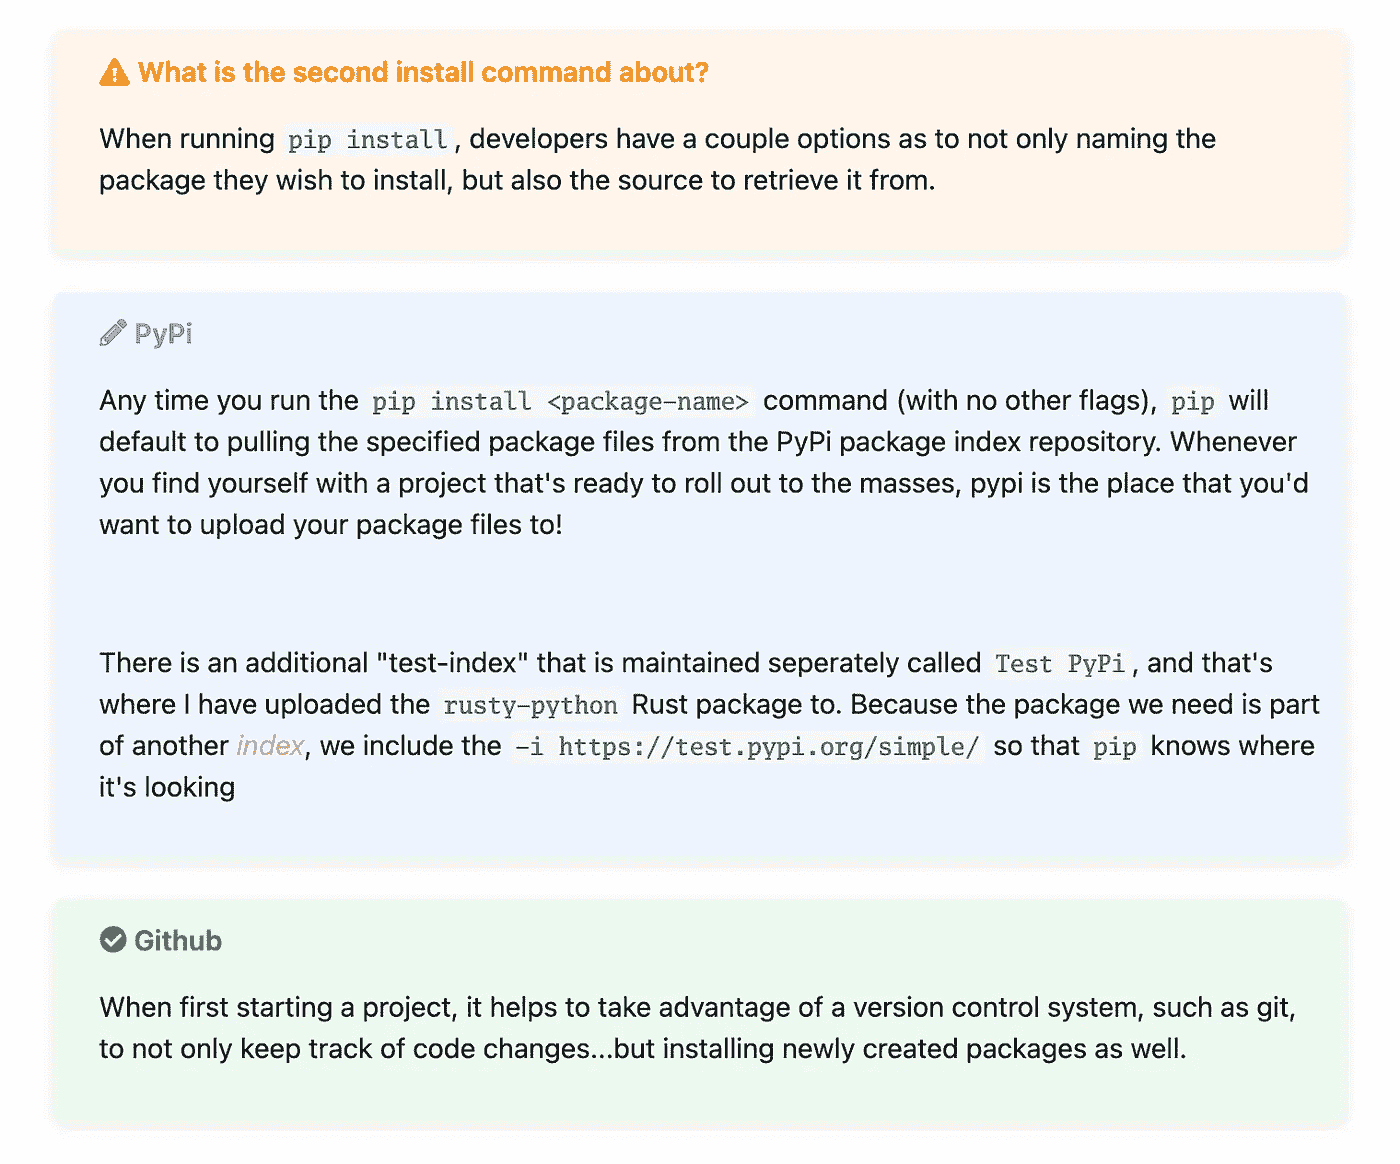 What is the second install command about?
When running pip install, developers have a couple options as to not only naming the
package they wish to install, but also the source to retrieve it from.
PyPi
Any time you run the pip install <package-name> command (with no other flags), pip will
default to pulling the specified package files from the PyPi package index repository. Whenever
you find yourself with a project that's ready to roll out to the masses, pypi is the place that you'd
want to upload your package files to!
There is an additional "test-index" that is maintained seperately called Test PyPi, and that's
where I have uploaded the rusty-python Rust package to. Because the package we need is part
of another index, we include the -i https://test.pypi.org/simple/ so that pip knows where
it's looking
Github
When first starting a project, it helps to take advantage of a version control system, such as git,
to not only keep track of code changes...but installing newly created packages as well.